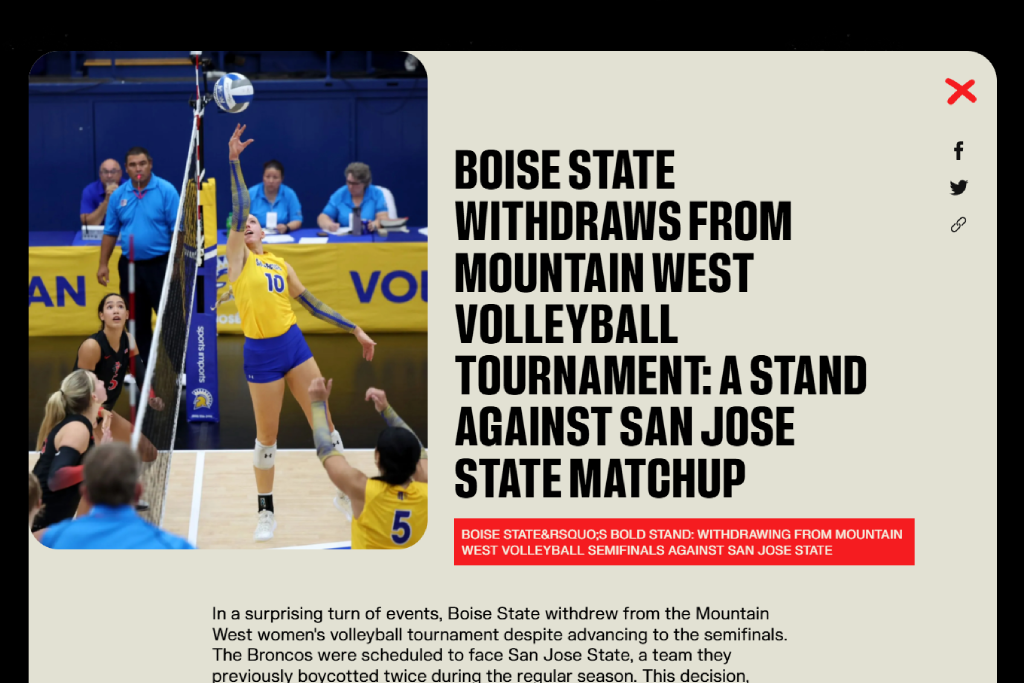 AN
VOL
10
sports imports
5
5
BOISE STATE
WITHDRAWS FROM
MOUNTAIN WEST
VOLLEYBALL
TOURNAMENT: A STAND
AGAINST SAN JOSE
STATE MATCHUP
BOISE STATE&RSQUO;S BOLD STAND: WITHDRAWING FROM MOUNTAIN
WEST VOLLEYBALL SEMIFINALS AGAINST SAN JOSE STATE
In a surprising turn of events, Boise State withdrew from the Mountain
West women's volleyball tournament despite advancing to the semifinals.
The Broncos were scheduled to face San Jose State, a team they
previously boycotted twice during the regular season. This decision,